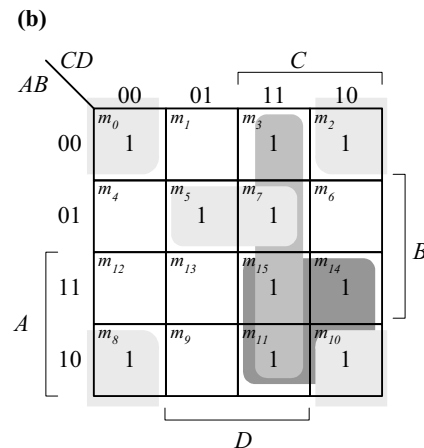 (b)
CD
C
AB
00 01 11 10
m0 m1 m3 m2
00 1 1 1
m4 m5 m7 m6
01 1 1
B
m12 m13 m15 m14
11 1 1
A
m8 m9 m11 m10
10 1 1 1
D